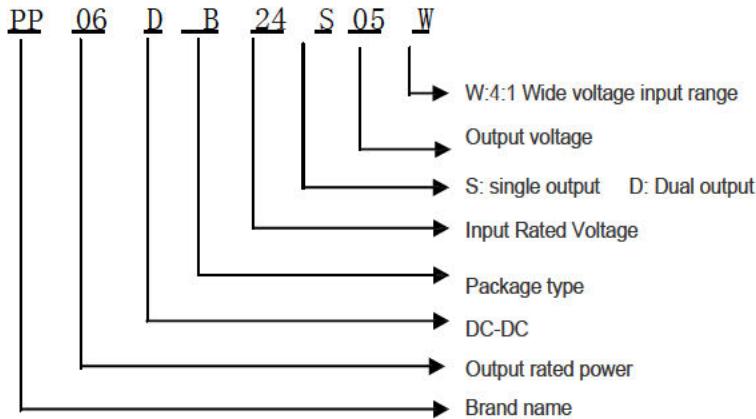 PP 06 D B 24 S 05 W
W:4:1 Wide voltage input range
Output voltage
S: single output D: Dual output
Input Rated Voltage
Package type
DC-DC
Output rated power
Brand name